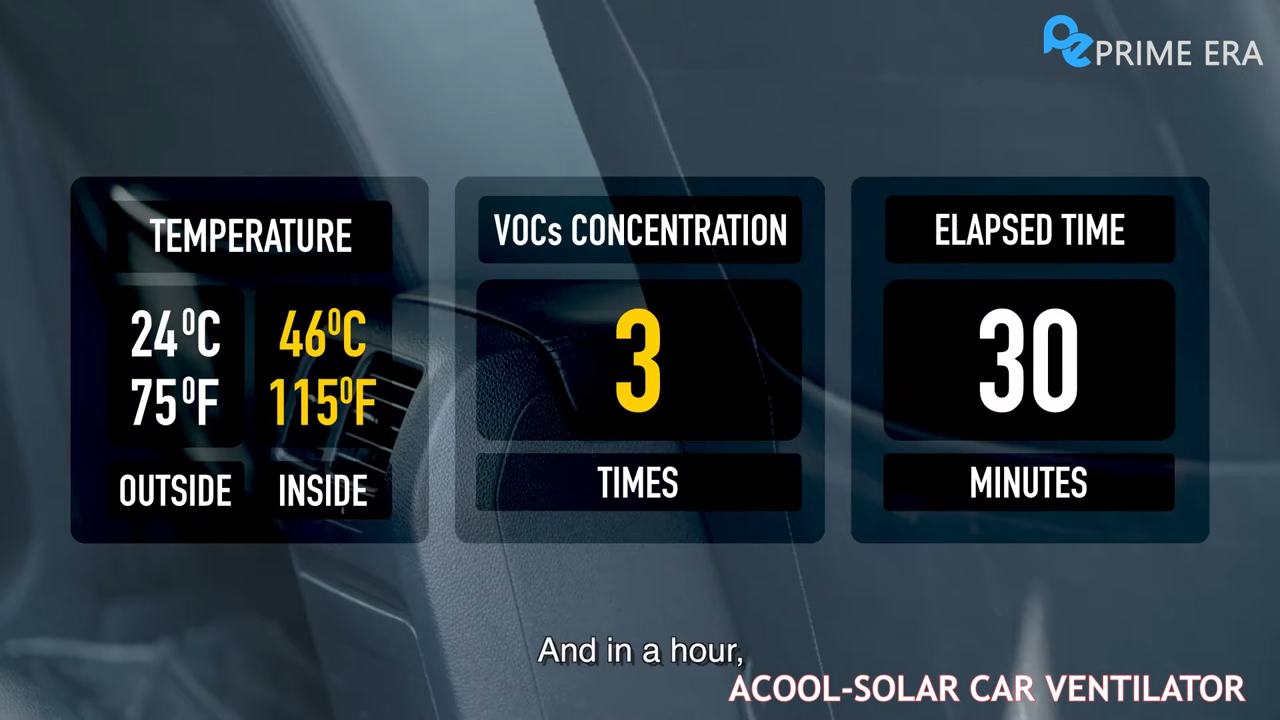 PRIME ERA
TEMPERATURE
24⁰C
75⁰F
OUTSIDE
46⁰C
115⁰F
INSIDE
VOCs CONCENTRATION
3
TIMES
ELAPSED TIME
30
MINUTES
And in a hour,
ACOOL-SOLAR CAR VENTILATOR